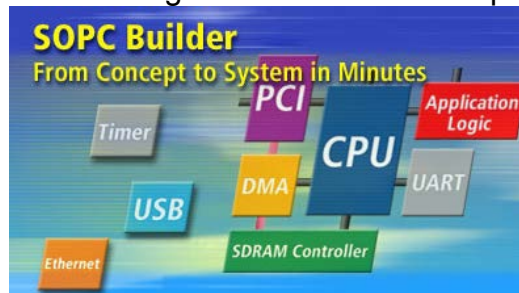 SOPC Builder
From Concept to System in Minutes
PCI
Application
Logic
Timer
CPU
DMA
UART
USB
SDRAM Controller
Ethernet